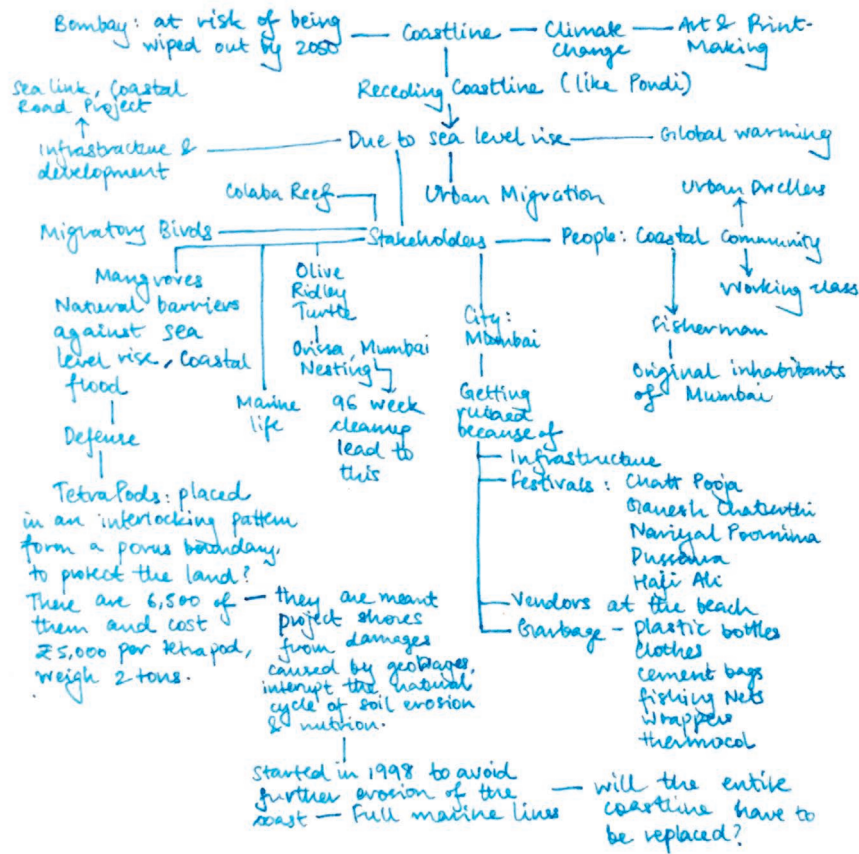 Bombay: at risk of being
wiped out by 2050
Coastline
Climate
change
Art & Print-
Making
Sea link, Coastal
Road Project
Receding Coastline (like Pondi)
Infrastructure &
development
Due to sea level rise
Global warming
Colaba Reef
Urban Migration
Urban Dwellers
Migratory Birds
Stakeholders
People: Coastal Community
Working class
Mangroves
Natural barriers
against sea
level rise, Coastal
flood
Olive
Ridley
Turtle
City:
Mumbai
Fisherman
Orissa, Mumbai
Nesting
Original inhabitants
of Mumbai
Marine
life
96 week
cleanup
lead to
this
Getting
ruined
because of
Defense
Infrastructure
Festivals: Chatt Pooja
Ganesh Chaturthi
Nariyal Poornima
Dussera
Haji Ali
TetraPods: placed
in an interlocking pattern
form a porus boundary,
to protect the land?
There are 6,500 of
them and cost
₹5,000 per tetrapod,
weigh 2 tons.
they are meant
project shores
from damages
caused by
interupt the natural
cycle of soil erosion
& nutrion.
Vendors at the beach
Garbage - plastic bottles
clothes
cement bags
fishing Nets
wrappers
thermocol
Started in 1998 to avoid
further erosion of the
coast - Full marine lines
will the entire
coastline have to
be replaced?